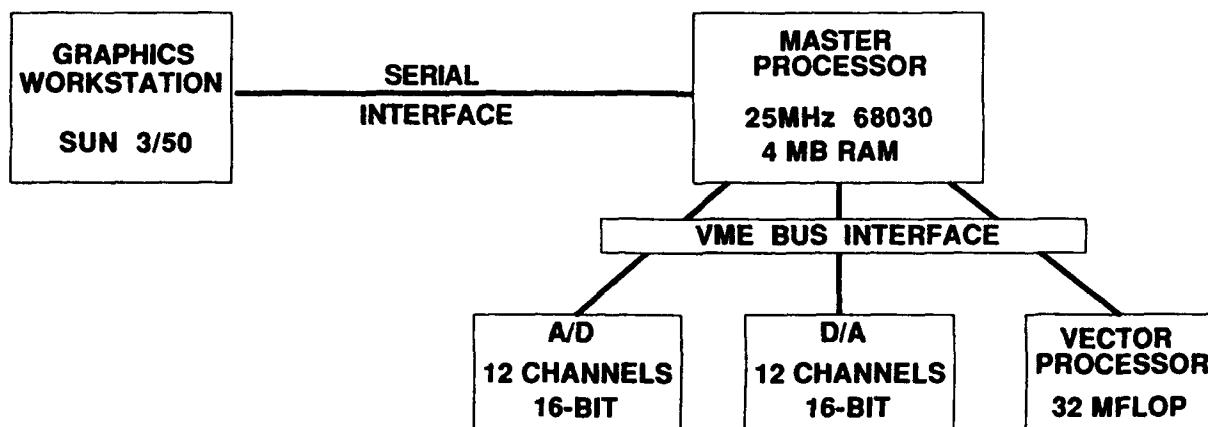 GRAPHICS
WORKSTATION
SUN 3/50
SERIAL
INTERFACE
MASTER
PROCESSOR
25MHz 68030
4 MB RAM
VME BUS INTERFACE
A/D
12 CHANNELS
16-BIT
D/A
12 CHANNELS
16-BIT
VECTOR
PROCESSOR
32 MFLOP